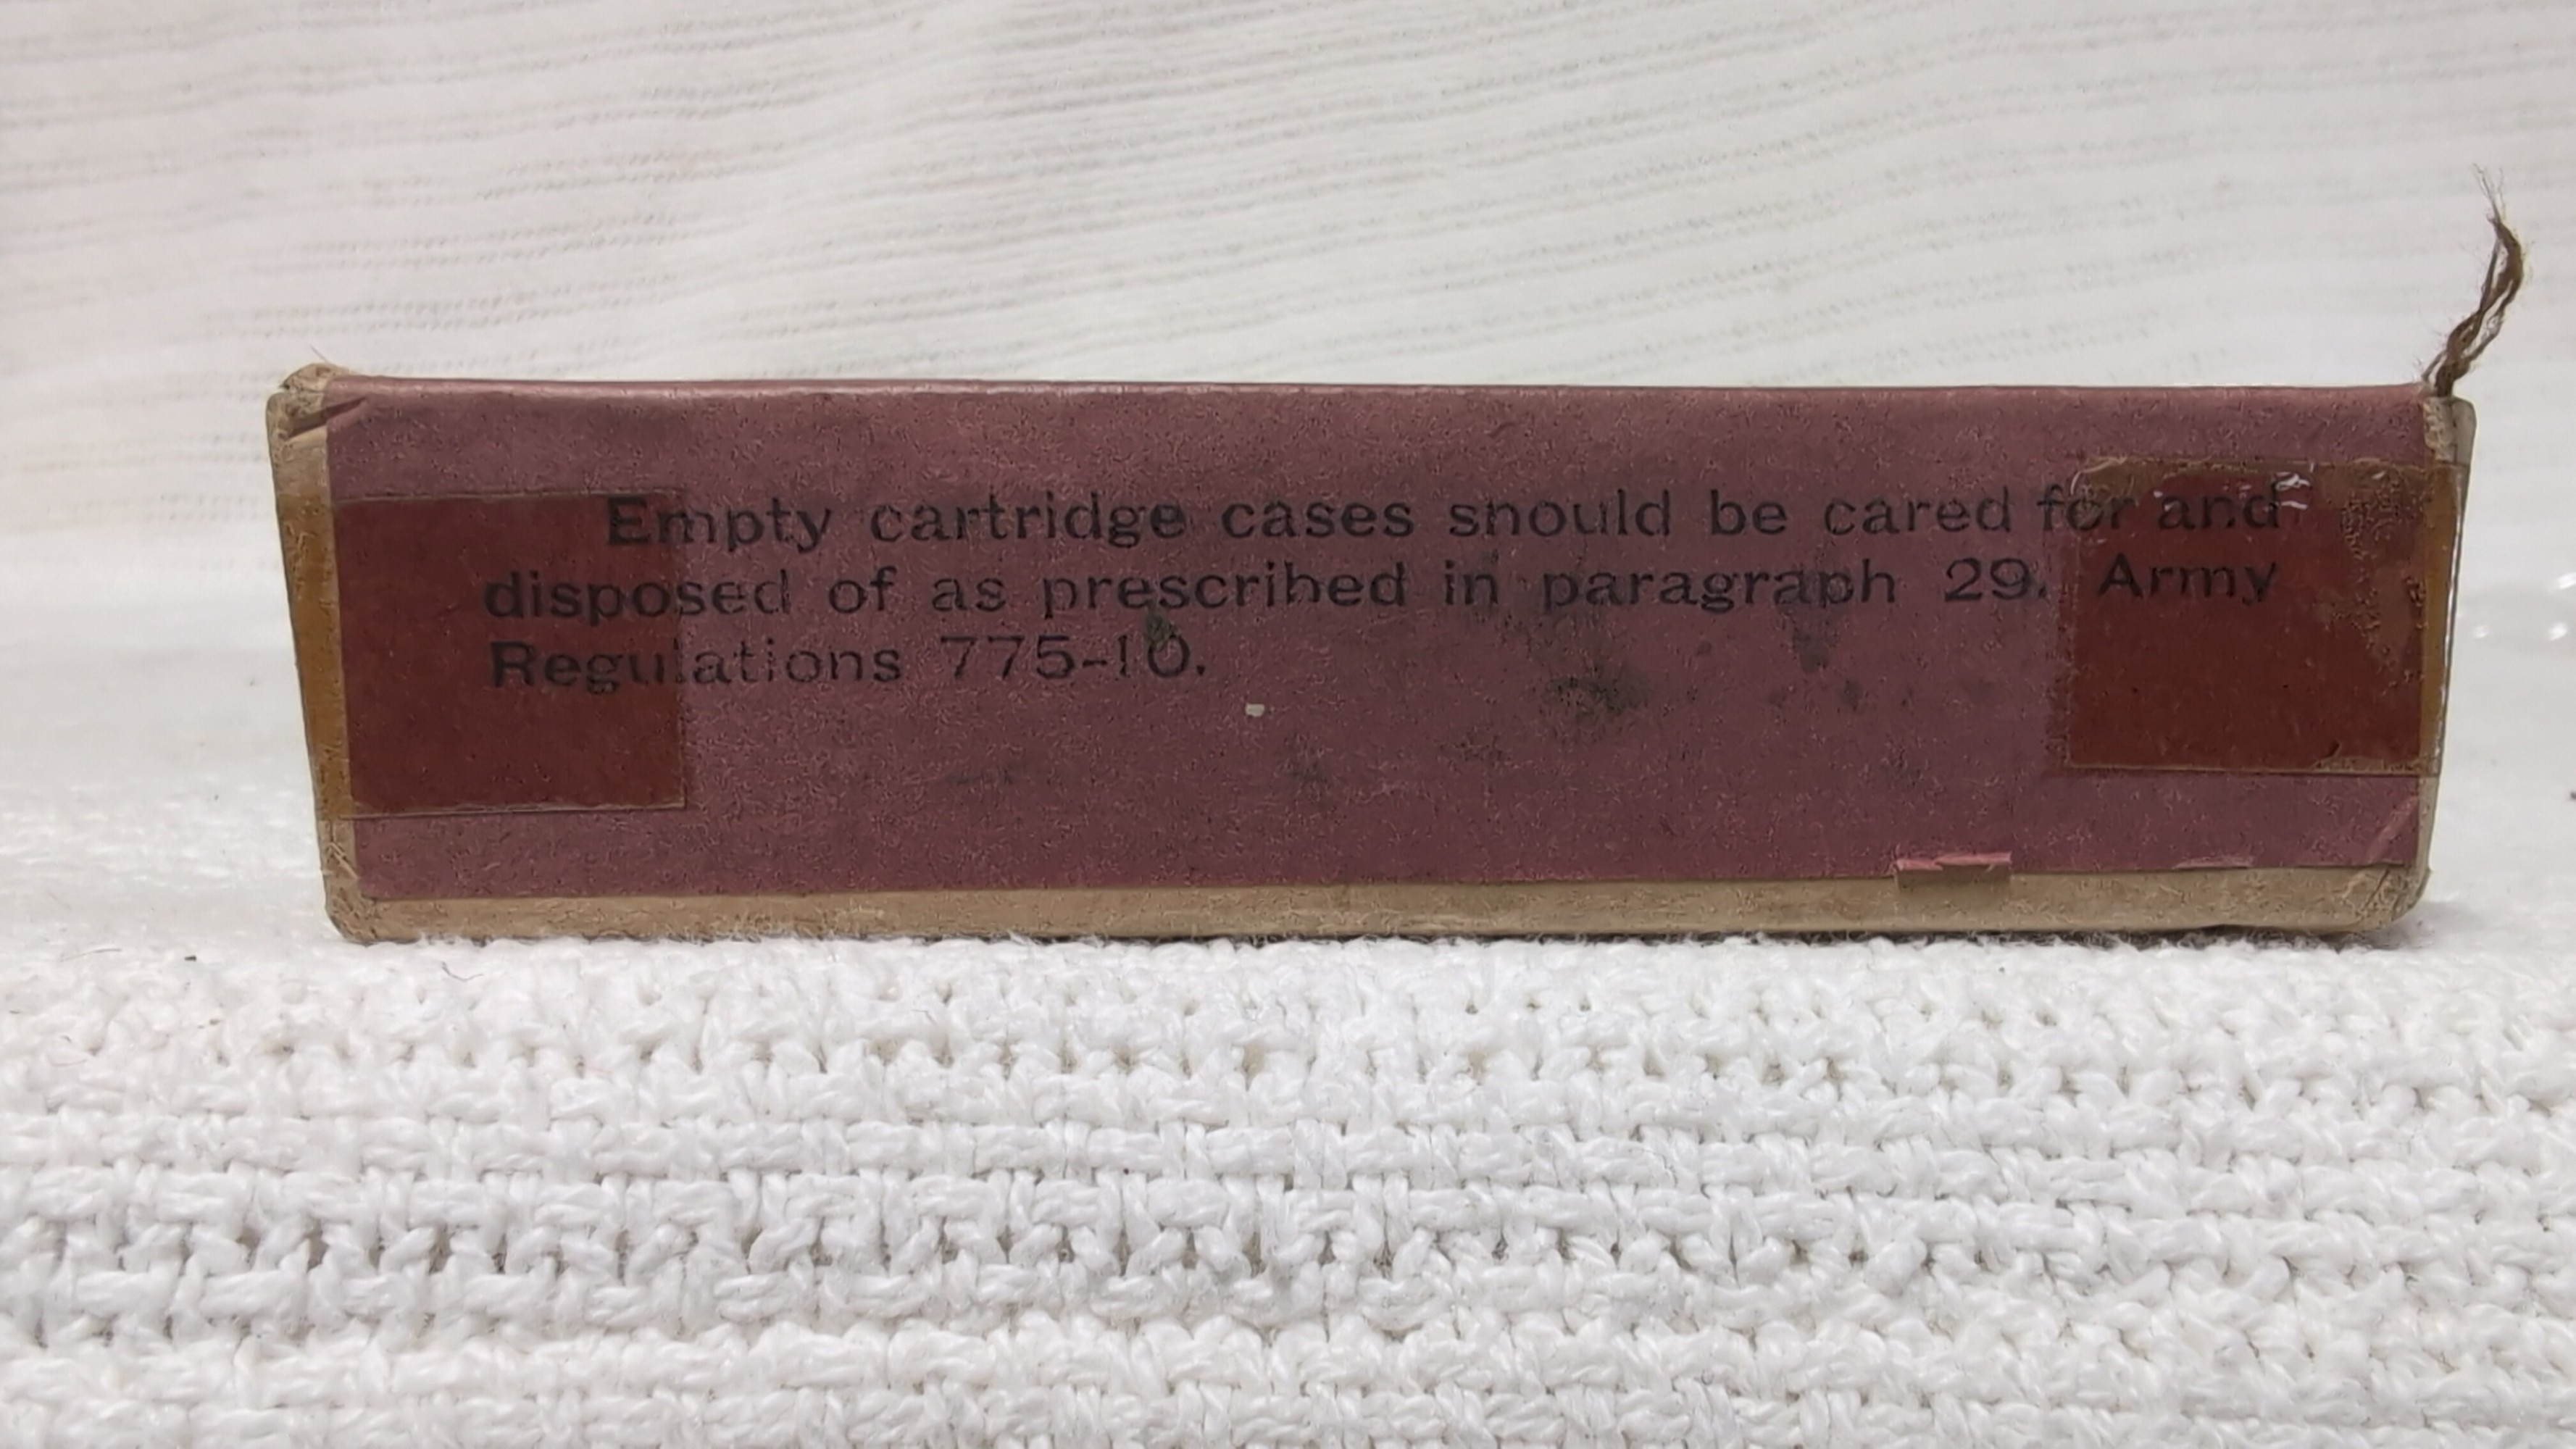 Empty cartridge cases should be cared for and
disposed of as prescribed in paragraph 29, Army
Regulations 775-10.